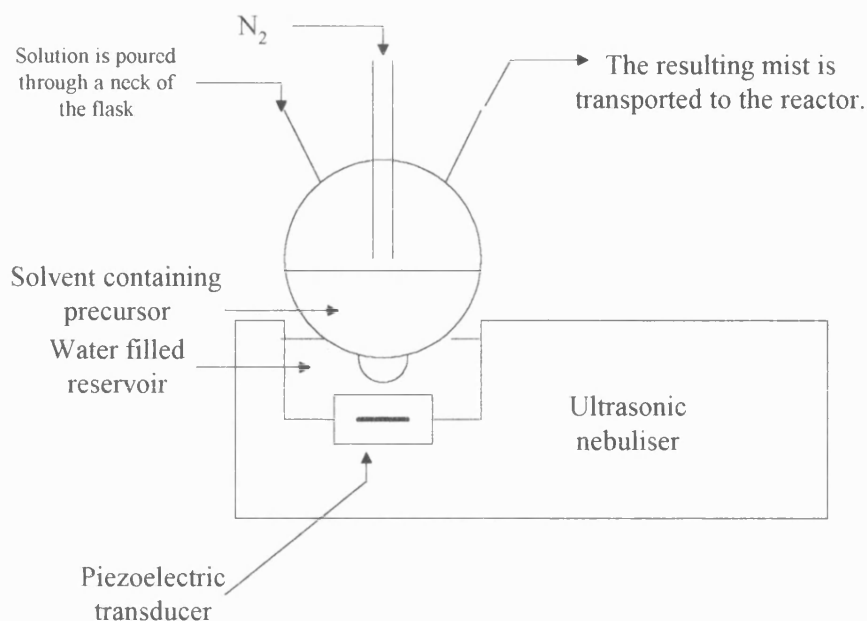 N2
Solution is poured
through a neck of
the flask
The resulting mist is
transported to the reactor.
Solvent containing
precursor
Water filled
reservoir
Ultrasonic
nebuliser
Piezoelectric
transducer